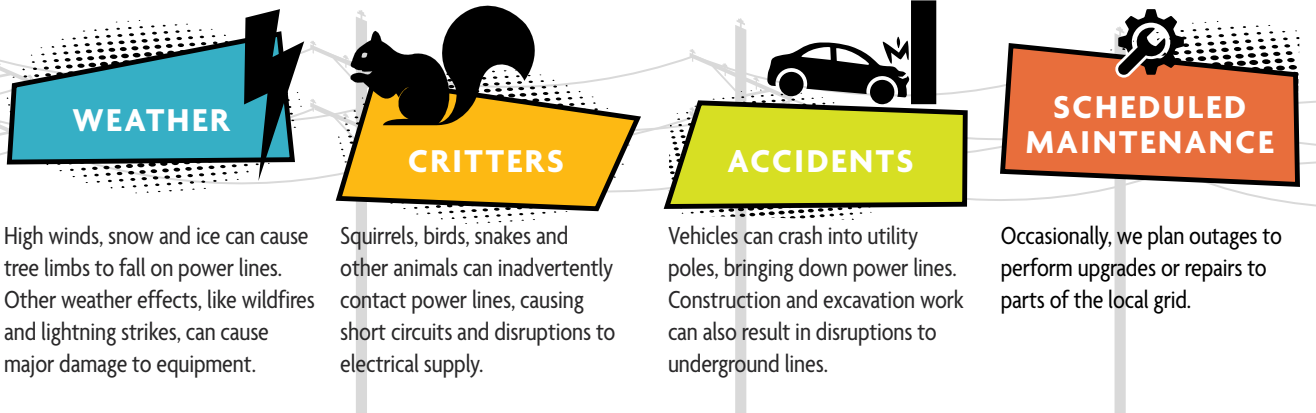 WEATHER
High winds, snow and ice can cause
tree limbs to fall on power lines.
Other weather effects, like wildfires
and lightning strikes, can cause
major damage to equipment.
CRITTERS
Squirrels, birds, snakes and
other animals can inadvertently
contact power lines, causing
short circuits and disruptions to
electrical supply.
ACCIDENTS
Vehicles can crash into utility
poles, bringing down power lines.
Construction and excavation work
can also result in disruptions to
underground lines.
SCHEDULED
MAINTENANCE
Occasionally, we plan outages to
perform upgrades or repairs to
parts of the local grid.